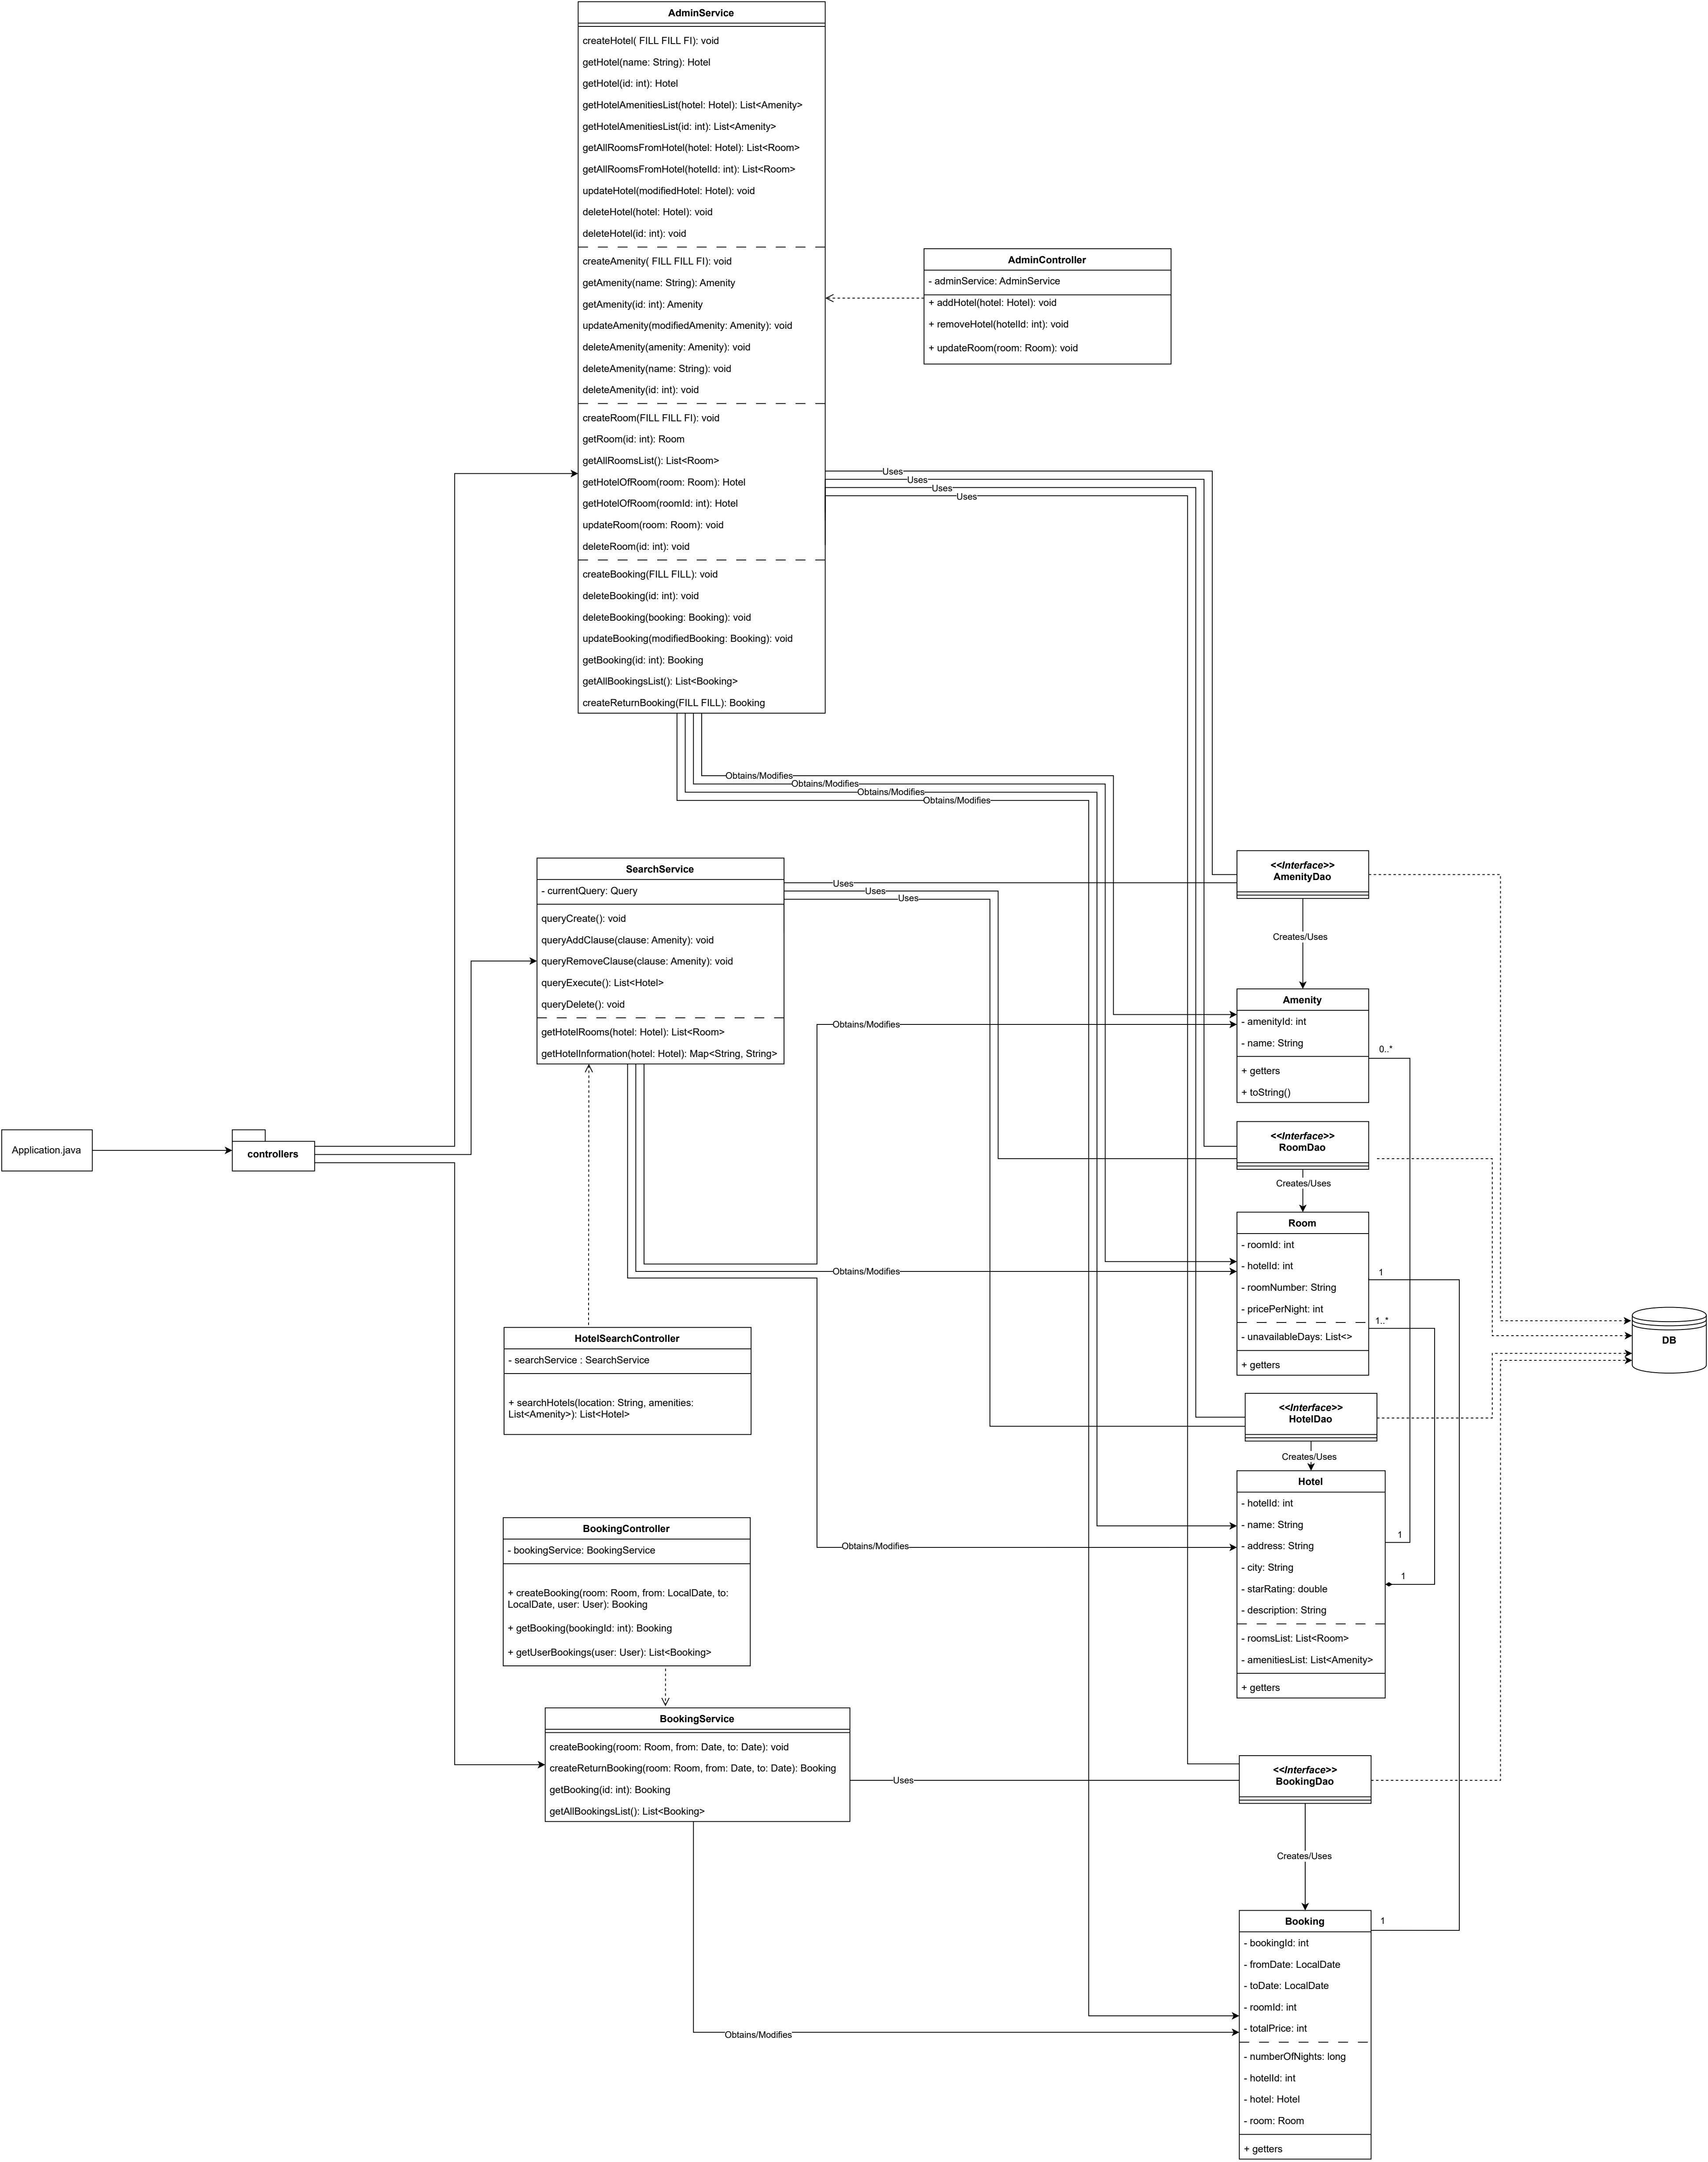 AdminService
createHotel( FILL FILL FI): void
getHotel(name: String): Hotel
getHotel(id: int): Hotel
getHotelAmenitiesList(hotel: Hotel): List<Amenity>
getHotelAmenitiesList(id: int): List<Amenity>
getAllRoomsFromHotel(hotel: Hotel): List<Room>
getAllRoomsFromHotel(hotelId: int): List<Room>
updateHotel(modifiedHotel: Hotel): void
deleteHotel(hotel: Hotel): void
deleteHotel(id: int): void
createAmenity( FILL FILL FI): void
getAmenity(name: String): Amenity
getAmenity(id: int): Amenity
updateAmenity(modifiedAmenity: Amenity): void
deleteAmenity(amenity: Amenity): void
deleteAmenity(name: String): void
deleteAmenity(id: int): void
createRoom(FILL FILL FI): void
getRoom(id: int): Room
getAllRoomsList(): List<Room>
getHotelOfRoom(room: Room): Hotel
getHotelOfRoom(roomId: int): Hotel
updateRoom(room: Room): void
deleteRoom(id: int): void
createBooking(FILL FILL): void
deleteBooking(id: int): void
deleteBooking(booking: Booking): void
updateBooking(modifiedBooking: Booking): void
getBooking(id: int): Booking
getAllBookingsList(): List<Booking>
createReturnBooking(FILL FILL): Booking
AdminController
- adminService: AdminService
+ addHotel(hotel: Hotel): void
+ removeHotel(hotelId: int): void
+ updateRoom(room: Room): void
Uses
Uses
Uses
Uses
Obtains/Modifies
Obtains/Modifies
Obtains/Modifies
Obtains/Modifies
SearchService
- currentQuery: Query
queryCreate(): void
queryAddClause(clause: Amenity): void
queryRemoveClause(clause: Amenity): void
queryExecute(): List<Hotel>
queryDelete(): void
getHotelRooms(hotel: Hotel): List<Room>
getHotelInformation(hotel: Hotel): Map<String, String>
Uses
Uses
Uses
<<Interface>>
AmenityDao
Creates/Uses
Amenity
- amenityId: int
- name: String
+ getters
+ toString()
0..*
Obtains/Modifies
Application.java
controllers
<<Interface>>
RoomDao
Creates/Uses
Room
- roomId: int
- hotelId: int
- roomNumber: String
- pricePerNight: int
- unavailableDays: List<>
+ getters
1
1..*
Obtains/Modifies
DB
HotelSearchController
- searchService : SearchService
+ searchHotels(location: String, amenities:
List<Amenity>): List<Hotel>
<<Interface>>
HotelDao
Creates/Uses
Hotel
- hotelId: int
- name: String
- address: String
- city: String
- starRating: double
- description: String
- roomsList: List<Room>
- amenitiesList: List<Amenity>
+ getters
1
1
Obtains/Modifies
BookingController
- bookingService: BookingService
+ createBooking(room: Room, from: LocalDate, to:
LocalDate, user: User): Booking
+ getBooking(bookingId: int): Booking
+ getUserBookings(user: User): List<Booking>
BookingService
createBooking(room: Room, from: Date, to: Date): void
createReturnBooking(room: Room, from: Date, to: Date): Booking
getBooking(id: int): Booking
getAllBookingsList(): List<Booking>
Uses
<<Interface>>
BookingDao
Creates/Uses
Booking
- bookingId: int
- fromDate: LocalDate
- toDate: LocalDate
- roomId: int
- totalPrice: int
- numberOfNights: long
- hotelId: int
- hotel: Hotel
- room: Room
+ getters
1
Obtains/Modifies